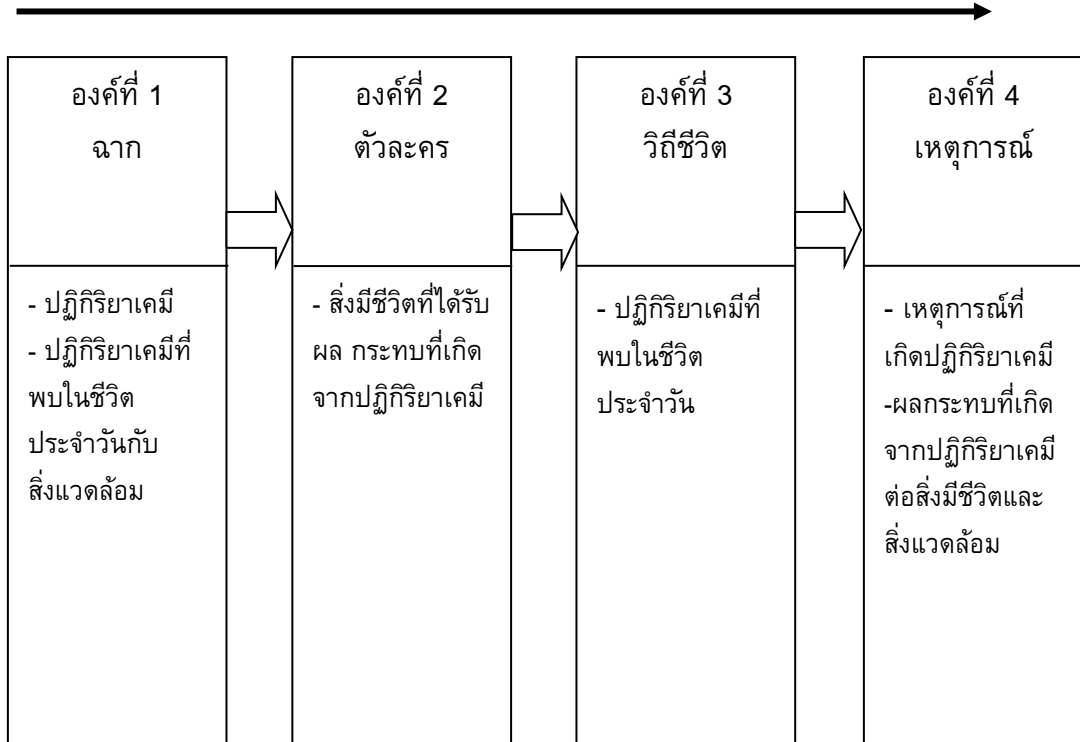 องค์ที่ 1
ฉาก
- ปฏิกิริยาเคมี
- ปฏิกิริยาเคมีที่
พบในชีวิต
ประจำวันกับ
สิ่งแวดล้อม
องค์ที่ 2
ตัวละคร
- สิ่งมีชีวิตที่ได้รับ
ผล กระทบที่เกิด
จากปฏิกิริยาเคมี
องค์ที่ 3
วิถีชีวิต
- ปฏิกิริยาเคมีที่
พบในชีวิต
ประจำวัน
องค์ที่ 4
เหตุการณ์
- เหตุการณ์ที่
เกิดปฏิกิริยาเคมี
-ผลกระทบที่เกิด
จากปฏิกิริยาเคมี
ต่อสิ่งมีชีวิตและ
สิ่งแวดล้อม